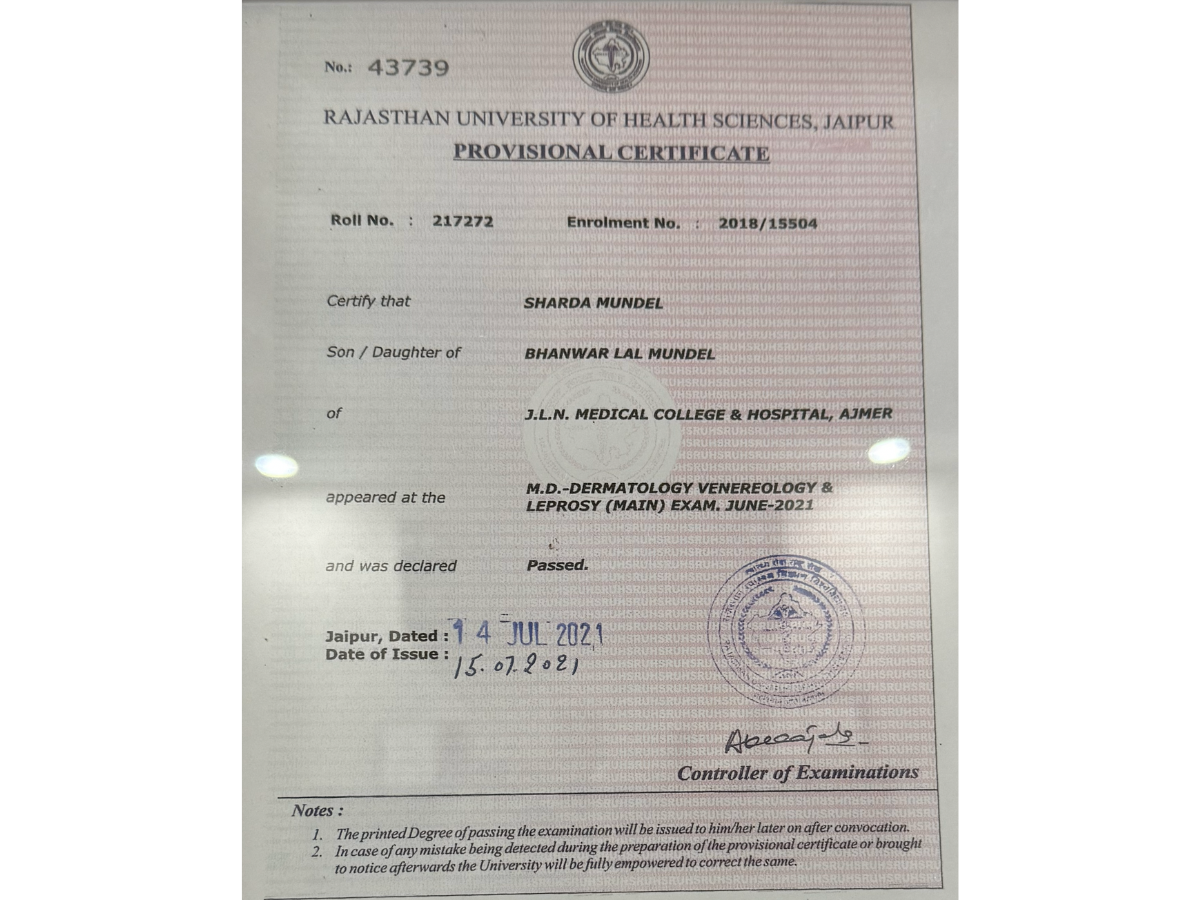 No.: 43739
RAJASTHAN UNIVERSITY OF HEALTH SCIENCES, JAIPUR
PROVISIONAL CERTIFICATE
Roll No. : 217272 Enrolment No. : 2018/15504
Certify that SHARDA MUNDEL
Son / Daughter of BHANWAR LAL MUNDEL
of J.L.N. MEDICAL COLLEGE & HOSPITAL, AJMER
appeared at the M.D.-DERMATOLOGY VENEREOLOGY &
LEPROSY (MAIN) EXAM. JUNE-2021
and was declared Passed.
Jaipur, Dated : 14 JUL 2021
Date of Issue : 15.07.2021
Controller of Examinations
Notes :
1. The printed Degree of passing the examination will be issued to him/her later on after convocation.
2. In case of any mistake being detected during the preparation of the provisional certificate or brought
to notice afterwards the University will be fully empowered to correct the same.